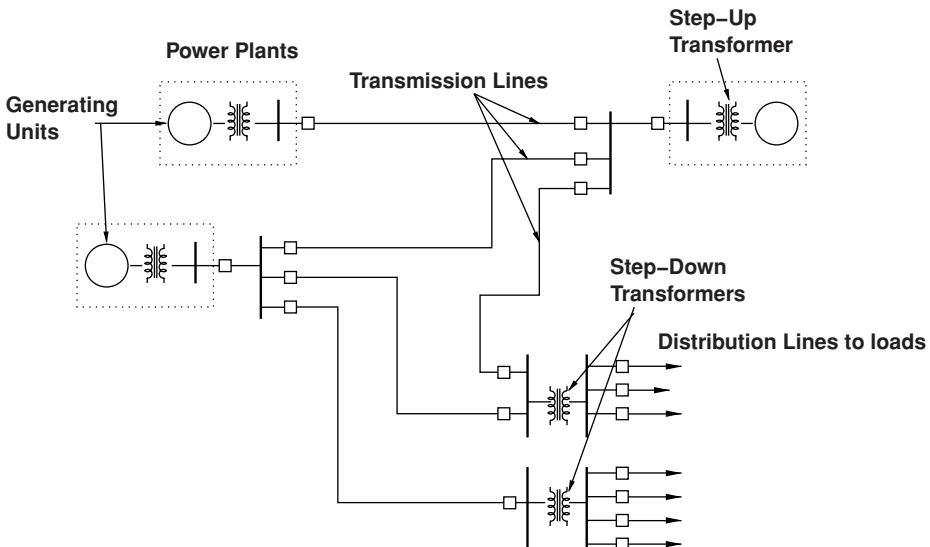 Step−Up
Transformer
Power Plants
Transmission Lines
Generating
Units
Step−Down
Transformers
Distribution Lines to loads